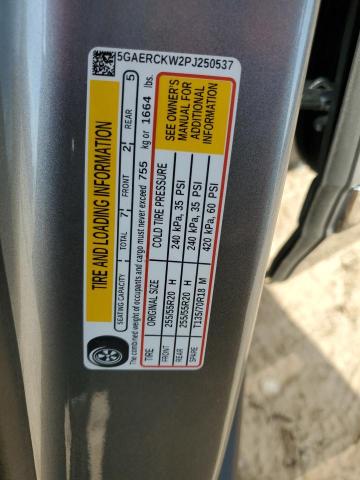 5GAERCKW2PJ250537
TIRE AND LOADING INFORMATION
SEATING CAPACITY TOTAL 7 FRONT 2 REAR 5
The combined weight of occupants and cargo must never exceed 755 kg or 1664 lbs.
TIRE ORIGINAL SIZE COLD TIRE PRESSURE
FRONT 255/55R20 H 240 kPa, 35 PSI
REAR 255/55R20 H 240 kPa, 35 PSI
SPARE T135/70R18 M 420 kPa, 60 PSI
SEE OWNER'S
MANUAL FOR
ADDITIONAL
INFORMATION